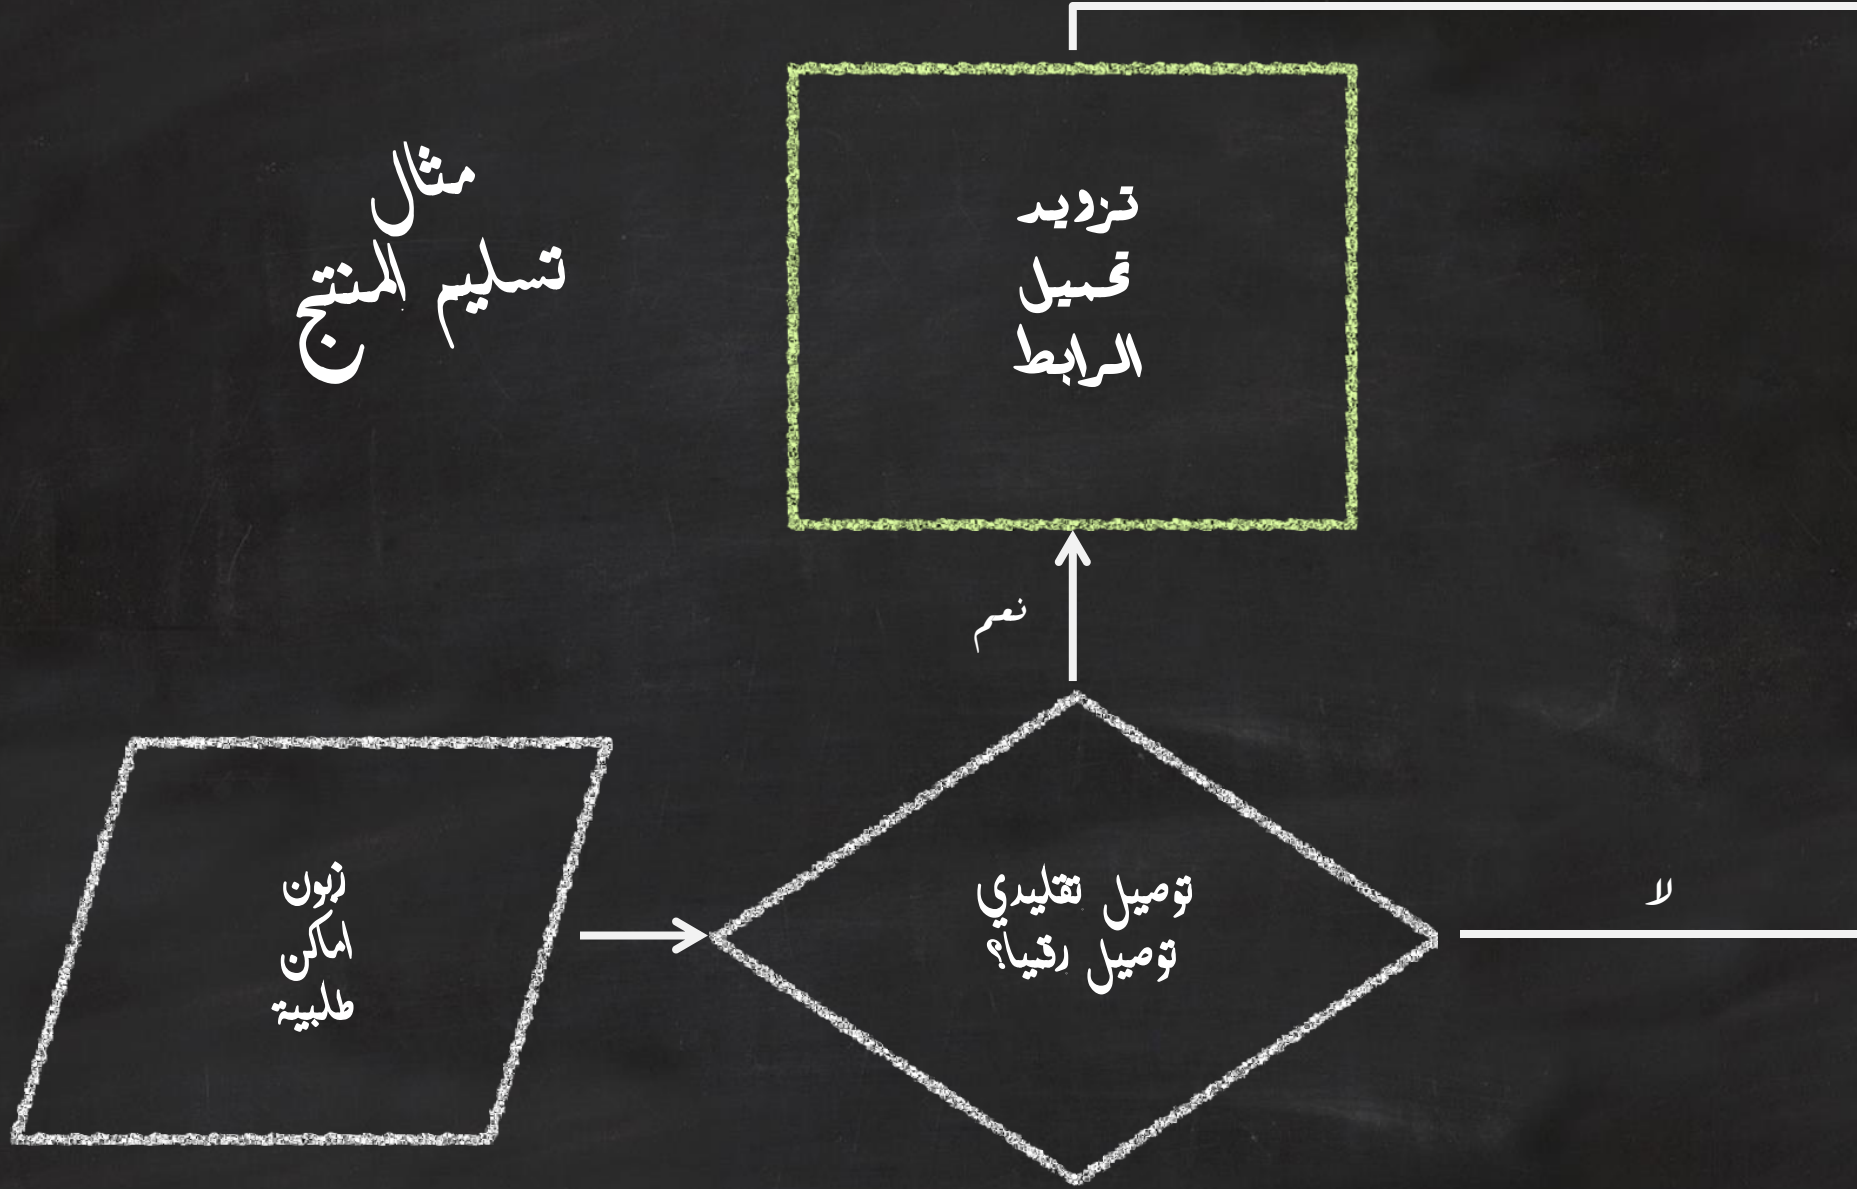 مثال
تسليم المنتج
تزويد
تحميل
الرابط
نعم
زبون
اماكن
طلبية
توصيل تقليدي
توصيل رقميا؟
لا